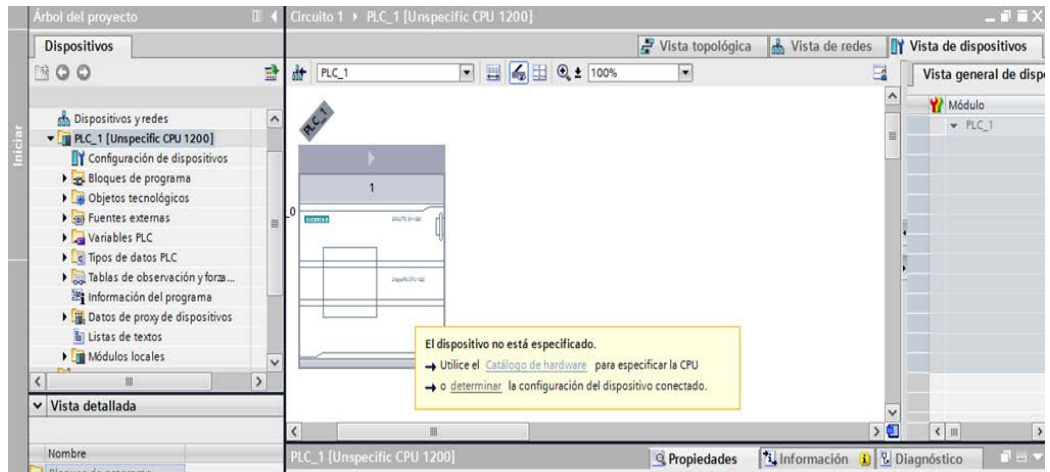 Árbol del proyecto
Circuito 1 PLC_1 [Unspecific CPU 1200]
Dispositivos
Vista topológica
Vista de redes
Vista de dispositivos
PLC_1
100%
Vista general de dispo
Iniciar
Módulo
PLC_1
Dispositivos y redes
PLC_1 [Unspecific CPU 1200]
Configuración de dispositivos
Bloques de programa
Objetos tecnológicos
Fuentes externas
Variables PLC
Tipos de datos PLC
Tablas de observación y forza...
Información del programa
Datos de proxy de dispositivos
Listas de textos
Módulos locales
PLC_1
1
_0
SIEMENS
El dispositivo no está especificado.
Utilice el Catálogo de hardware para especificar la CPU
o determinar la configuración del dispositivo conectado.
Vista detallada
Nombre
PLC_1 [Unspecific CPU 1200]
Propiedades
Información
Diagnóstico